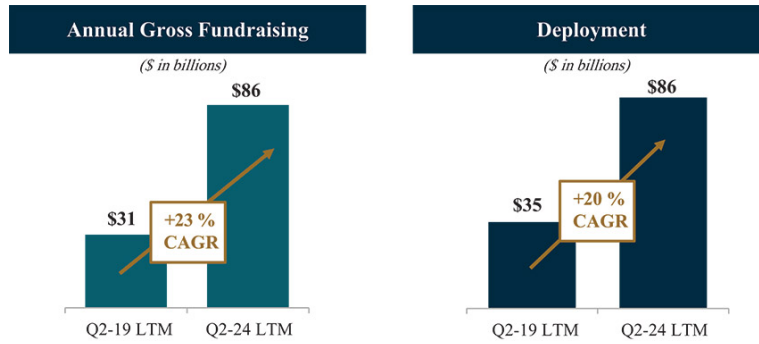 Annual Gross Fundraising
($ in billions)
$86
$31
+23 %
CAGR
Q2-19 LTM
Q2-24 LTM
Deployment
($ in billions)
$86
$35
+20 %
CAGR
Q2-19 LTM
Q2-24 LTM